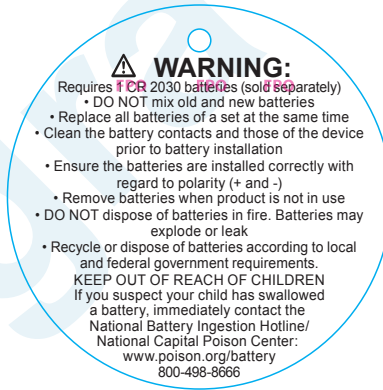 ⚠ WARNING:
Requires 1 CR 2030 batteries (sold separately)
FPO FPO FPO
• DO NOT mix old and new batteries
• Replace all batteries of a set at the same time
• Clean the battery contacts and those of the device
prior to battery installation
• Ensure the batteries are installed correctly with
regard to polarity (+ and -)
• Remove batteries when product is not in use
• DO NOT dispose of batteries in fire. Batteries may
explode or leak
• Recycle or dispose of batteries according to local
and federal government requirements.
KEEP OUT OF REACH OF CHILDREN
If you suspect your child has swallowed
a battery, immediately contact the
National Battery Ingestion Hotline/
National Capital Poison Center:
www.poison.org/battery
800-498-8666